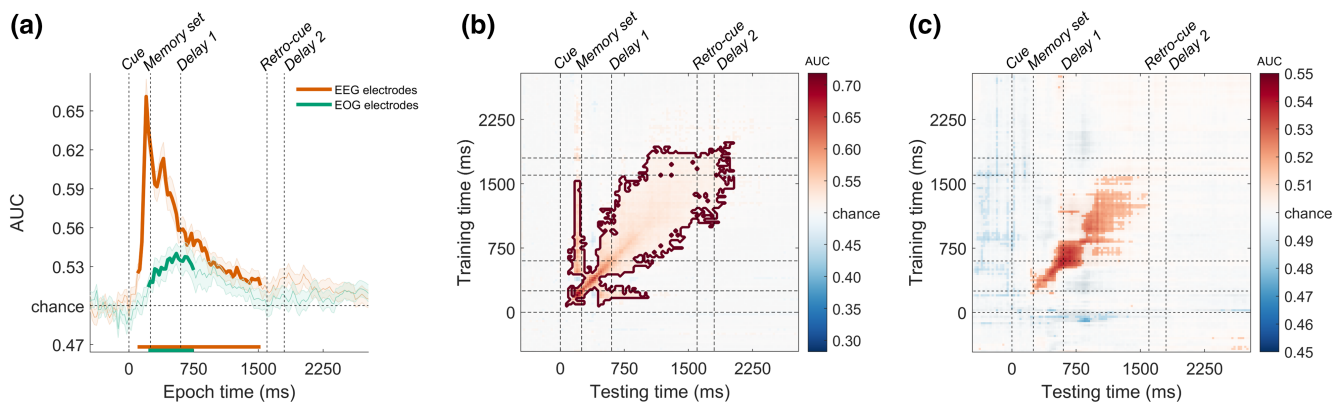 (a)
Cue
Memory set
Delay 1
Retro-cue
Delay 2
EEG electrodes
EOG electrodes
AUC
0.65
0.62
0.59
0.56
0.53
chance
0.47
0
750
1500
2250
Epoch time (ms)
(b)
Cue
Memory set
Delay 1
Retro-cue
Delay 2
AUC
Training time (ms)
2250
1500
750
0
0
750
1500
2250
Testing time (ms)
0.70
0.65
0.60
0.55
chance
0.45
0.40
0.35
0.30
(c)
Cue
Memory set
Delay 1
Retro-cue
Delay 2
AUC
Training time (ms)
2250
1500
750
0
0
750
1500
2250
Testing time (ms)
0.55
0.54
0.53
0.52
0.51
chance
0.49
0.48
0.47
0.46
0.45